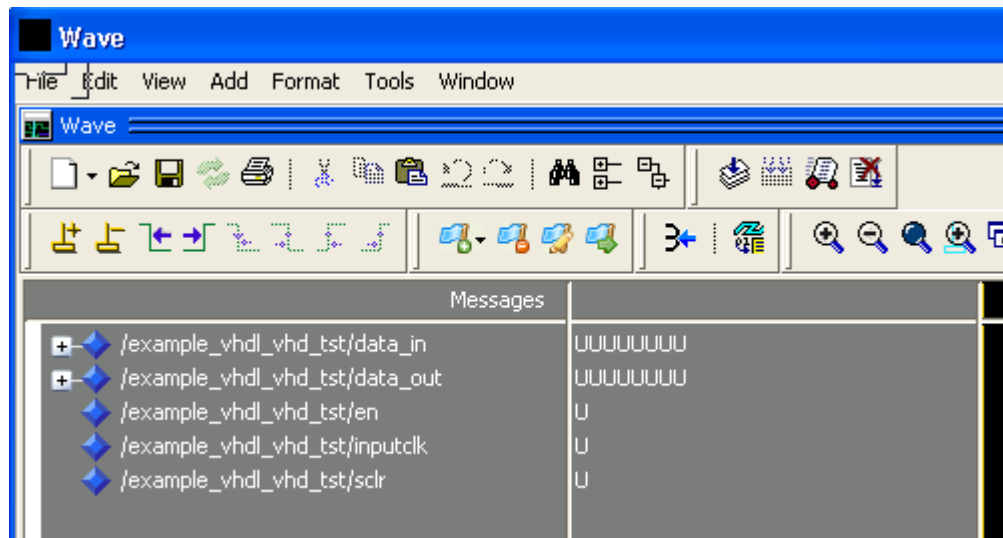 Wave
File Edit View Add Format Tools Window
Wave
Messages
/example_vhdl_vhd_tst/data_in UUUUUUUU
/example_vhdl_vhd_tst/data_out UUUUUUUU
/example_vhdl_vhd_tst/en U
/example_vhdl_vhd_tst/inputclk U
/example_vhdl_vhd_tst/sclr U